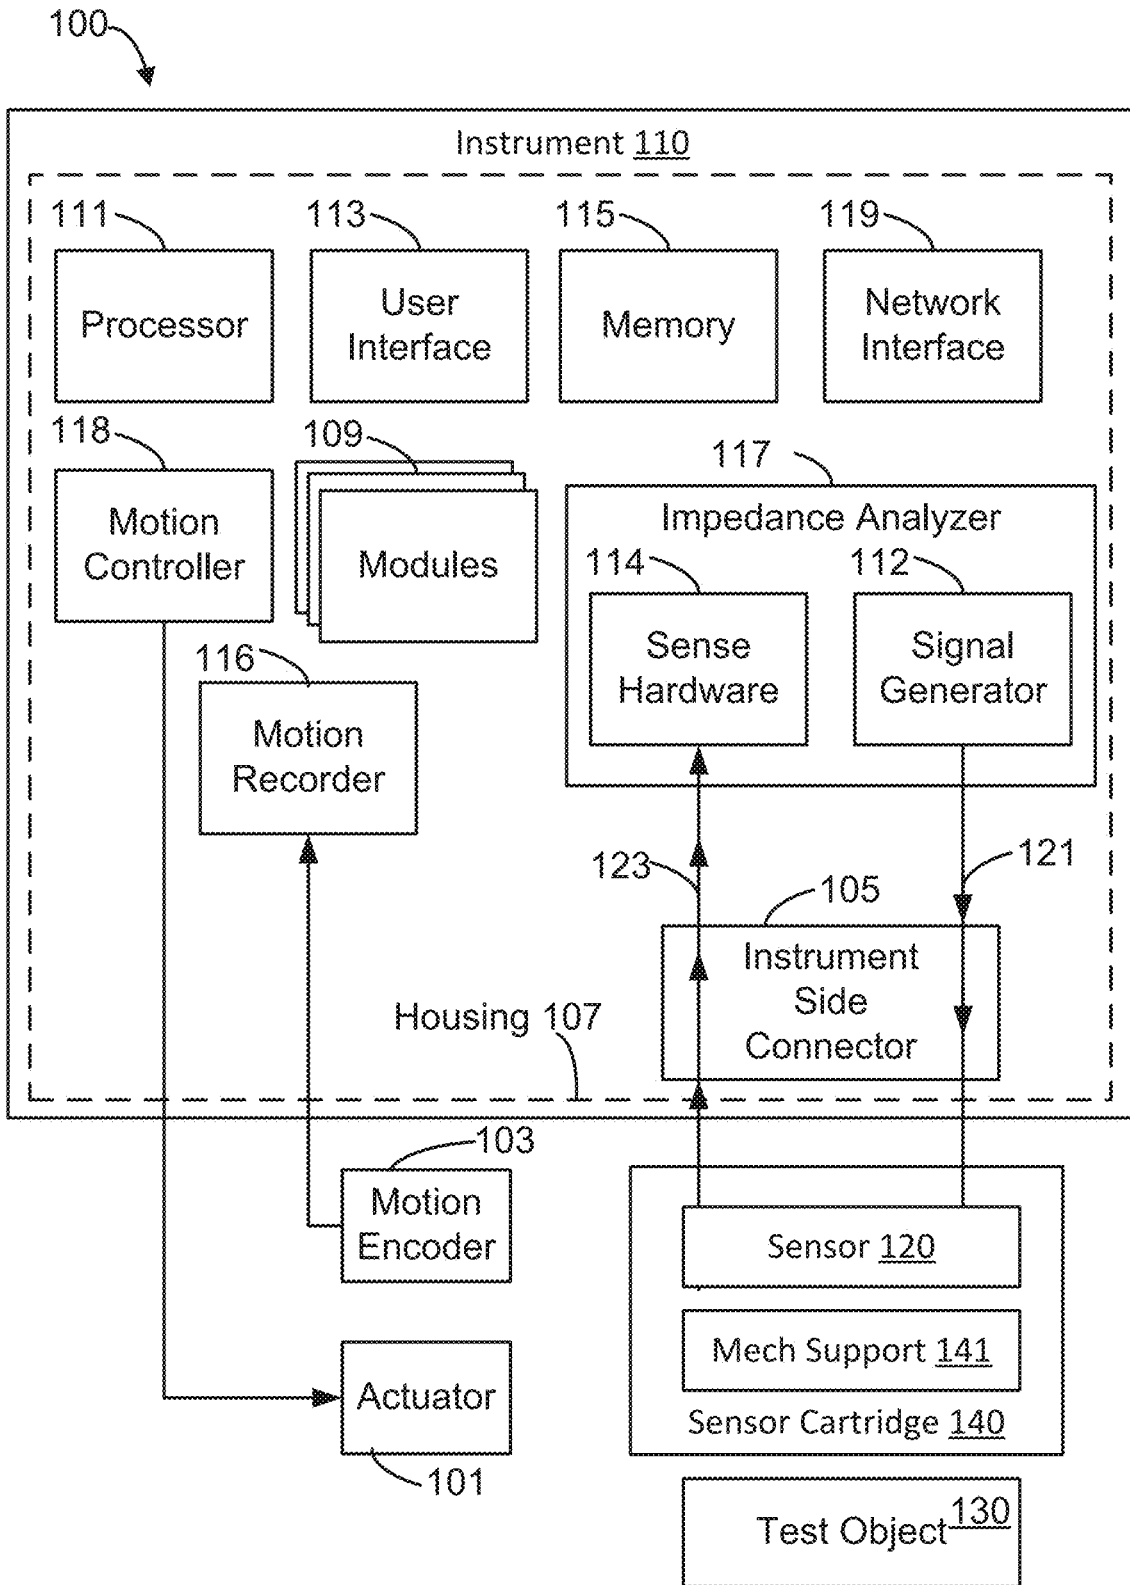 100
Instrument 110
111
113
115
119
Processor
User
Interface
Memory
Network
Interface
118
109
117
Motion
Controller
Modules
Impedance Analyzer
114
112
Sense
Hardware
Signal
Generator
116
Motion
Recorder
123
121
105
Instrument
Side
Connector
Housing 107
103
Motion
Encoder
Sensor 120
Mech Support 141
Actuator
Sensor Cartridge 140
101
130
Test Object